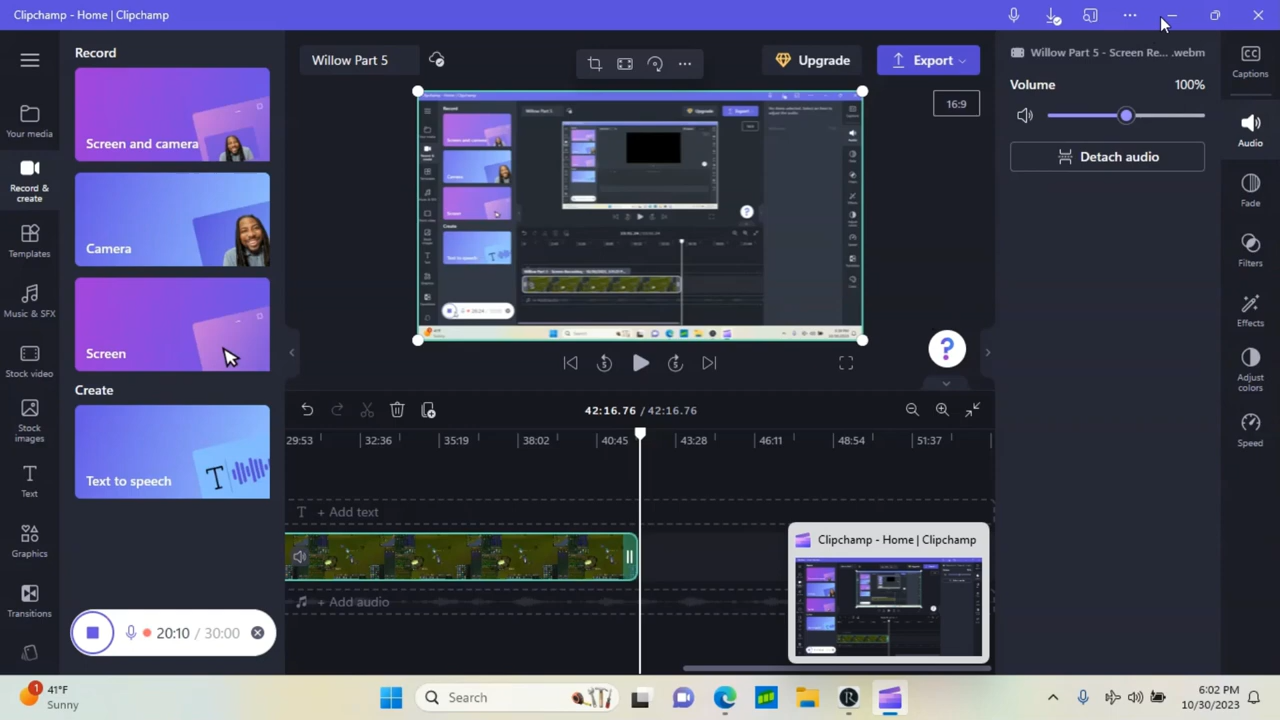 Clipchamp - Home | Clipchamp
Record
Screen and camera
Camera
Screen
Create
Text to speech
Your media
Record &
create
Templates
Music & SFX
Stock video
Stock
images
Text
Graphics
Transitions
20:10 / 30:00
Willow Part 5
Upgrade
Export
16:9
42:16.76 / 42:16.76
29:53
32:36
35:19
38:02
40:45
43:28
46:11
48:54
51:37
T + Add text
+ Add audio
Clipchamp - Home | Clipchamp
Willow Part 5 - Screen Re... .webm
Volume
100%
Detach audio
CC
Captions
Audio
Fade
Filters
Effects
Adjust
colors
Speed
1
41°F
Sunny
Search
6:02 PM
10/30/2023